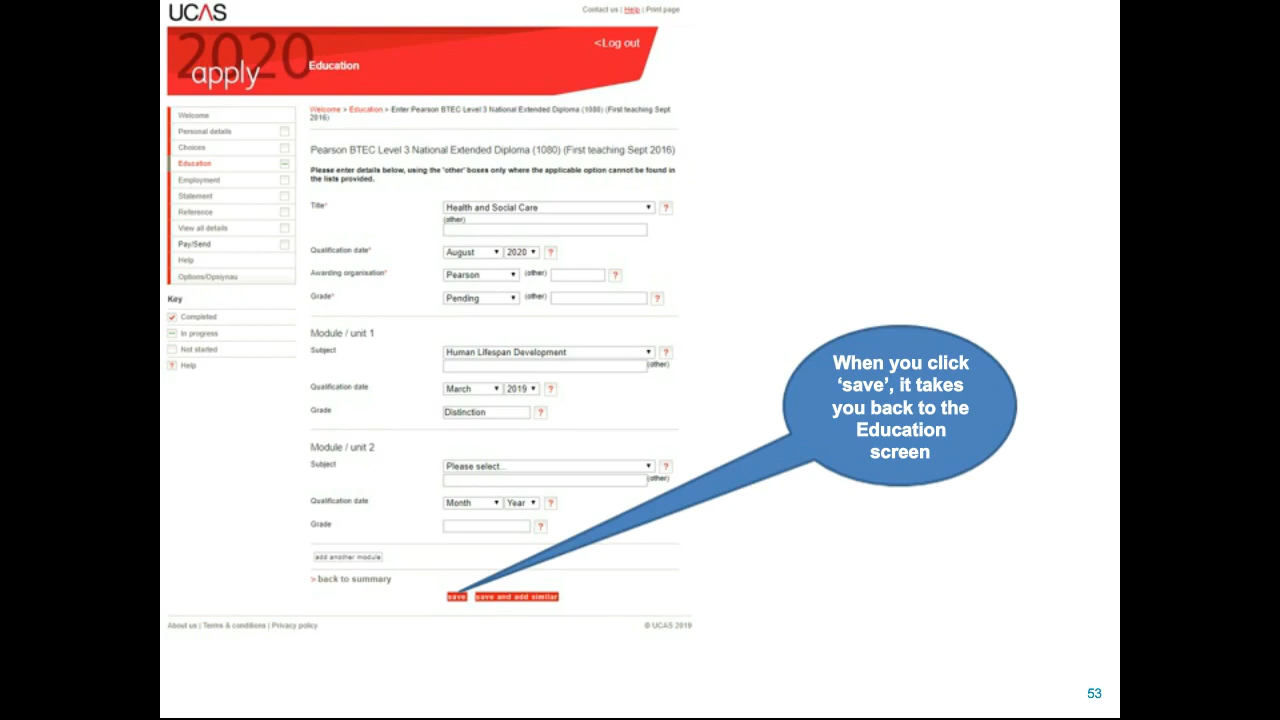 UCAS
Contact us | Help | Print page
2020
apply
Education
<Log out
Welcome
Personal details
Choices
Education
Employment
Statement
Reference
View all details
Pay/Send
Help
Options/Opsiynau
Key
Completed
In progress
Not started
? Help
Welcome > Education > Enter Pearson BTEC Level 3 National Extended Diploma (1080) (First teaching Sept
2016)
Pearson BTEC Level 3 National Extended Diploma (1080) (First teaching Sept 2016)
Please enter details below, using the 'other' boxes only where the applicable option cannot be found in
the lists provided.
Title* Health and Social Care ?
(other)
Qualification date* August 2020 ?
Awarding organisation* Pearson (other) ?
Grade* Pending (other) ?
Module / unit 1
Subject Human Lifespan Development ?
(other)
Qualification date March 2019 ?
Grade Distinction ?
Module / unit 2
Subject Please select... ?
(other)
Qualification date Month Year ?
Grade ?
add another module
> back to summary
save save and add similar
About us | Terms & conditions | Privacy policy
© UCAS 2019
When you click
‘save’, it takes
you back to the
Education
screen
53